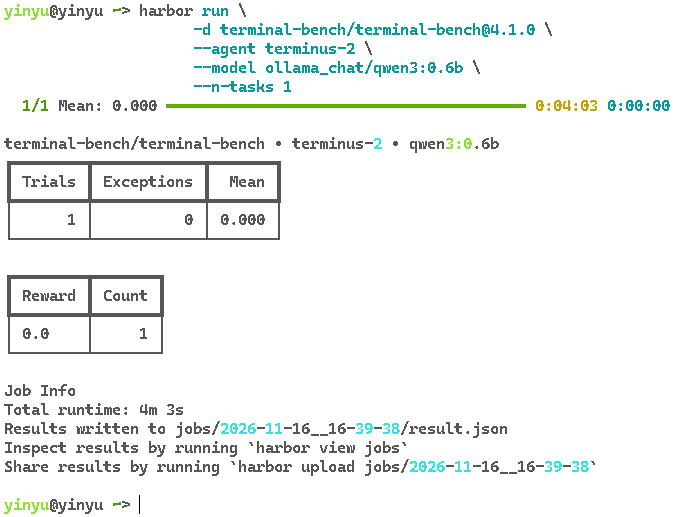 yinyu@yinyu ~> harbor run \
-d terminal-bench/terminal-bench@4.1.0 \
--agent terminus-2 \
--model ollama_chat/qwen3:0.6b \
--n-tasks 1
1/1 Mean: 0.000 0:04:03 0:00:00
terminal-bench/terminal-bench • terminus-2 • qwen3:0.6b
Trials Exceptions Mean
1 0 0.000
Reward Count
0.0 1
Job Info
Total runtime: 4m 3s
Results written to jobs/2026-11-16__16-39-38/result.json
Inspect results by running `harbor view jobs`
Share results by running `harbor upload jobs/2026-11-16__16-39-38`
yinyu@yinyu ~>